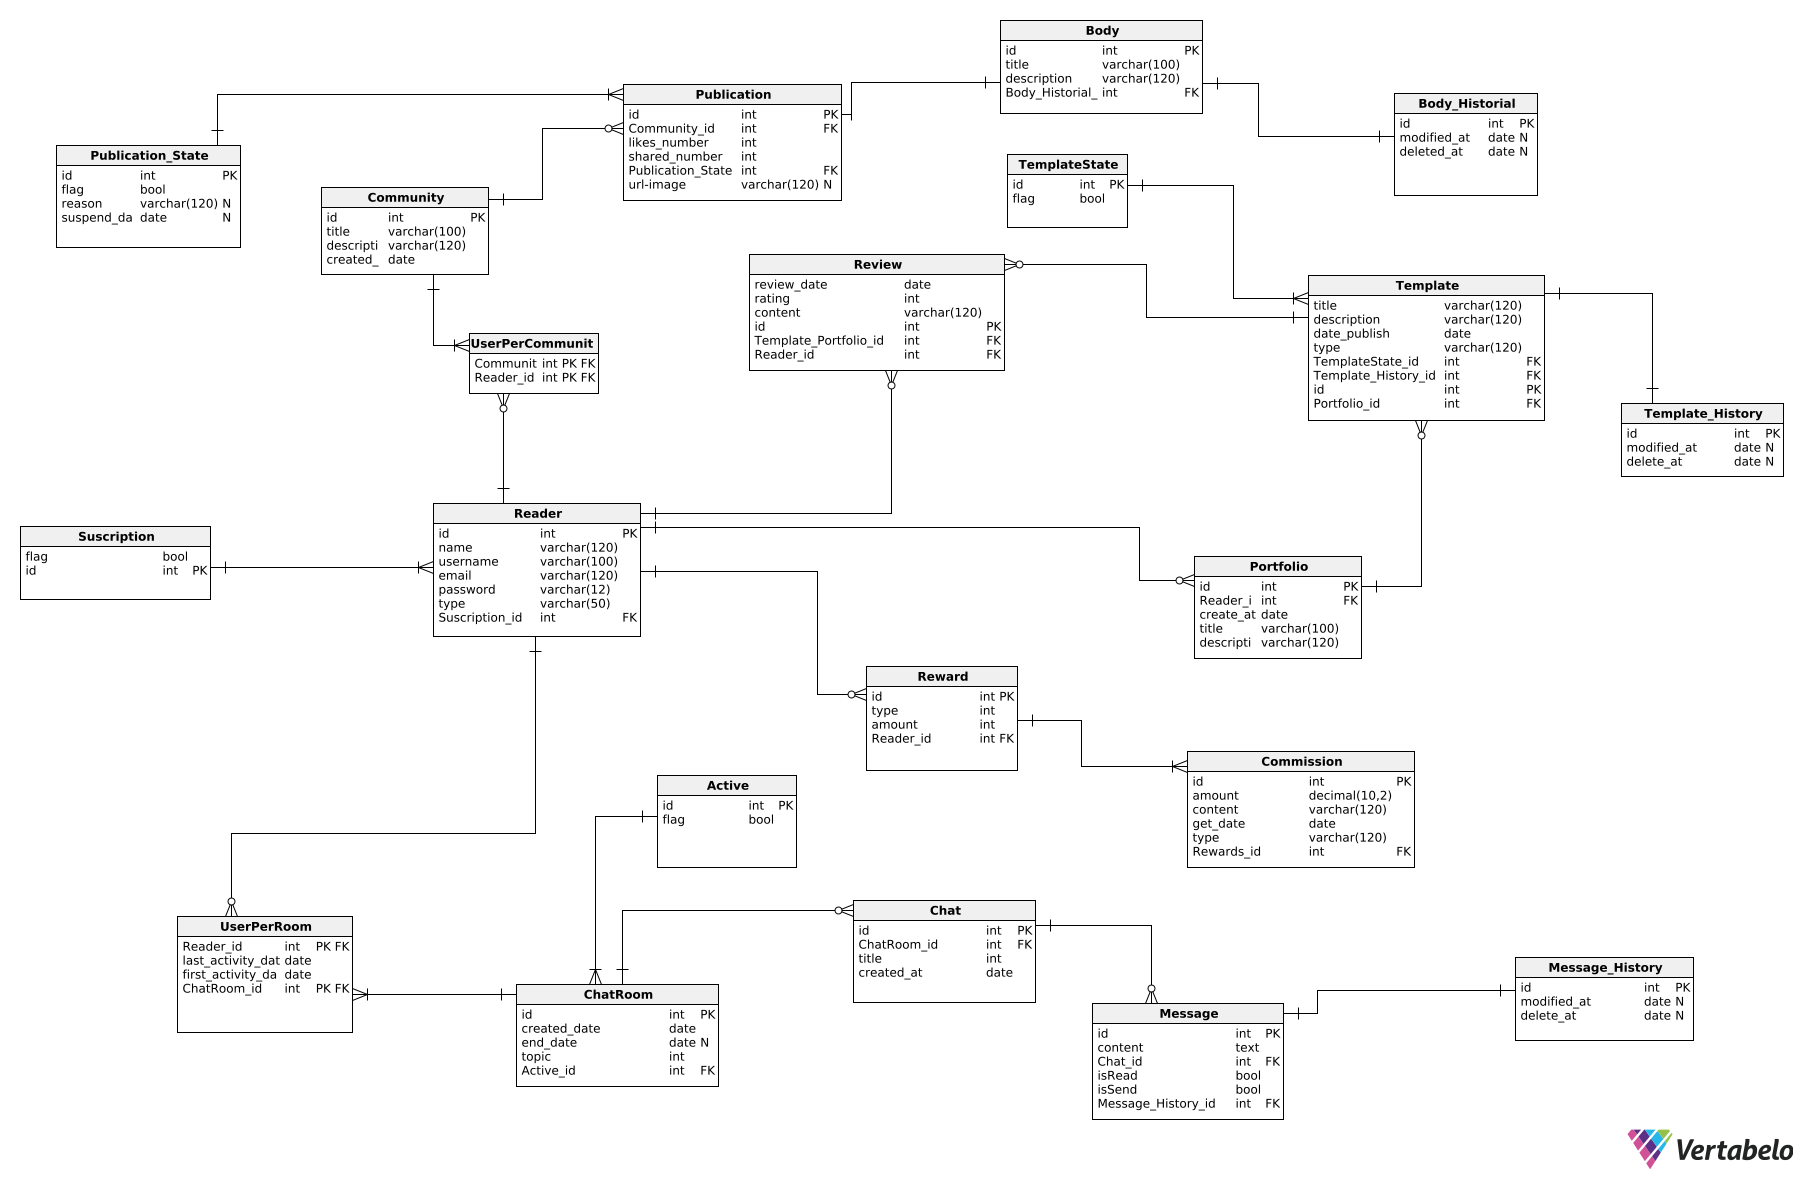 Body
id int PK
title varchar(100)
description varchar(120)
Body_Historial_ int FK
Publication
id int PK
Community_id int FK
likes_number int
shared_number int
Publication_State int FK
url-image varchar(120) N
Body_Historial
id int PK
modified_at date N
deleted_at date N
Publication_State
id int PK
flag bool
reason varchar(120) N
suspend_da date N
TemplateState
id int PK
flag bool
Community
id int PK
title varchar(100)
descripti varchar(120)
created_ date
Review
review_date date
rating int
content varchar(120)
id int PK
Template_Portfolio_id int FK
Reader_id int FK
Template
title varchar(120)
description varchar(120)
date_publish date
type varchar(120)
TemplateState_id int FK
Template_History_id int FK
id int PK
Portfolio_id int FK
UserPerCommunit
Communit int PK FK
Reader_id int PK FK
Template_History
id int PK
modified_at date N
delete_at date N
Reader
id int PK
name varchar(120)
username varchar(100)
email varchar(120)
password varchar(12)
type varchar(50)
Suscription_id int FK
Suscription
flag bool
id int PK
Portfolio
id int PK
Reader_i int FK
create_at date
title varchar(100)
descripti varchar(120)
Reward
id int PK
type int
amount int
Reader_id int FK
Commission
id int PK
amount decimal(10,2)
content varchar(120)
get_date date
type varchar(120)
Rewards_id int FK
Active
id int PK
flag bool
UserPerRoom
Reader_id int PK FK
last_activity_dat date
first_activity_da date
ChatRoom_id int PK FK
Chat
id int PK
ChatRoom_id int FK
title int
created_at date
ChatRoom
id int PK
created_date date
end_date date N
topic int
Active_id int FK
Message_History
id int PK
modified_at date N
delete_at date N
Message
id int PK
content text
Chat_id int FK
isRead bool
isSend bool
Message_History_id int FK
Vertabelo